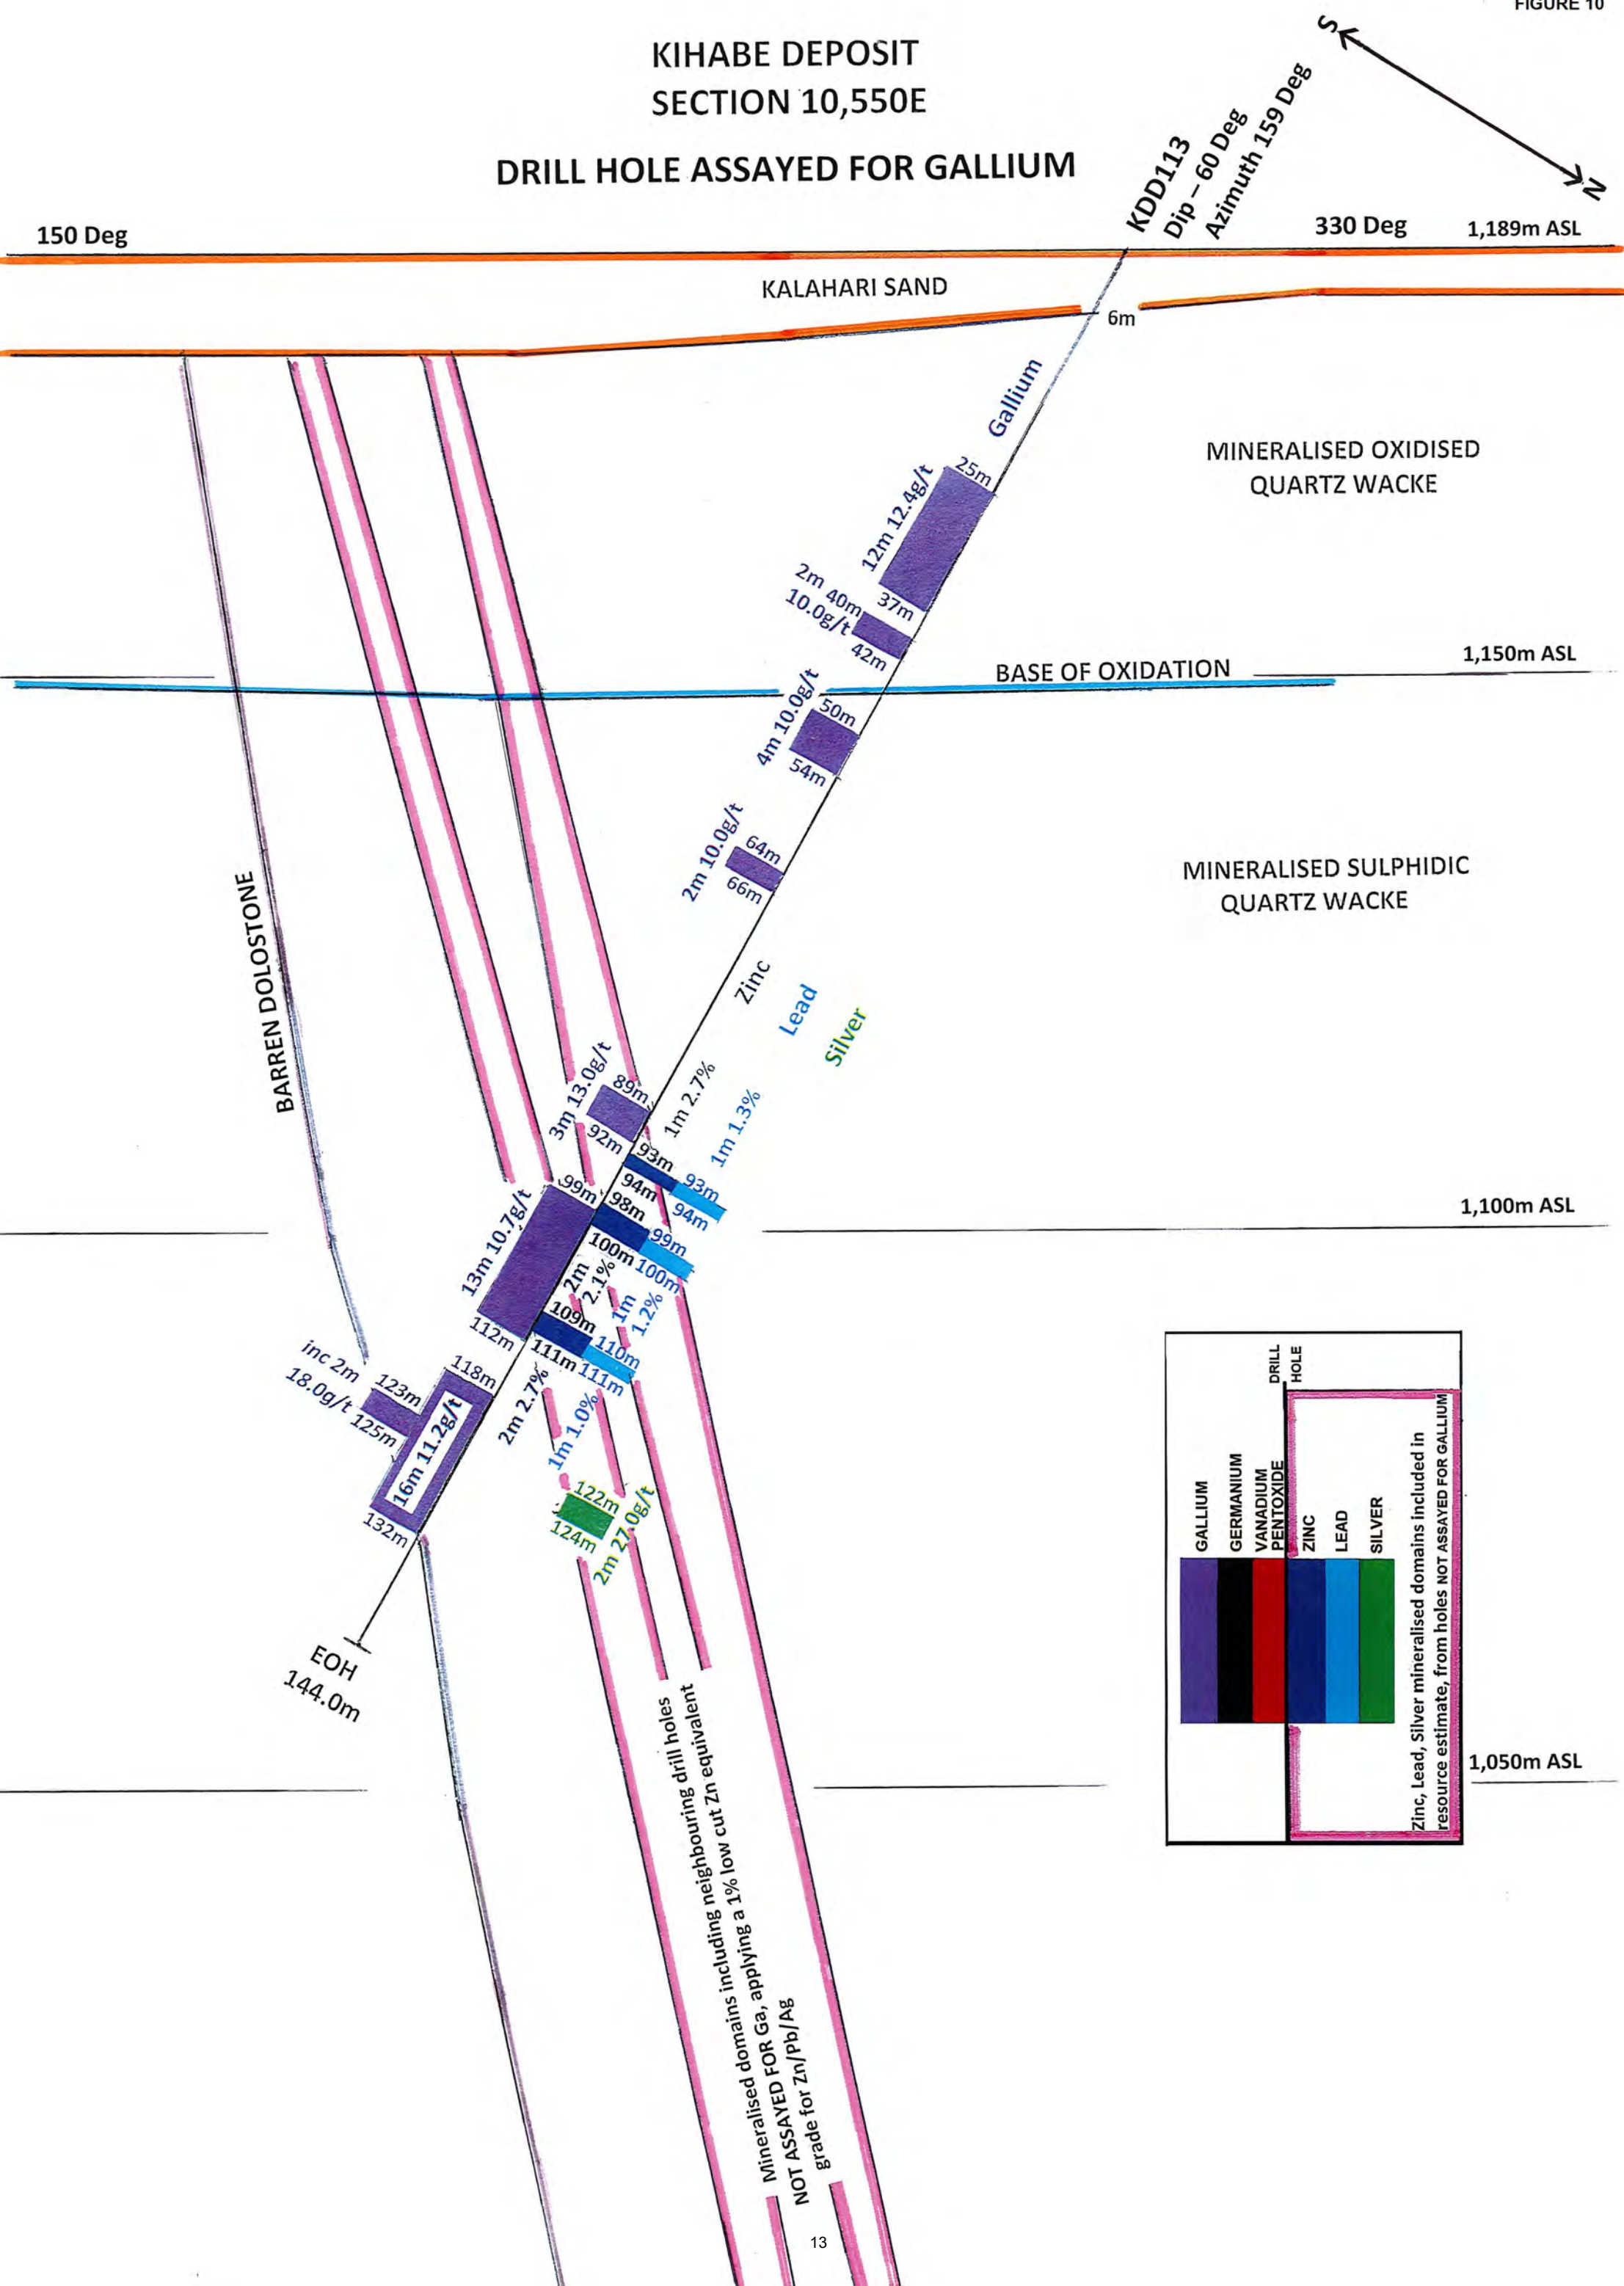 FIGURE 10
KIHABE DEPOSIT
SECTION 10,550E
DRILL HOLE ASSAYED FOR GALLIUM
S
N
KDD113
Dip – 60 Deg
Azimuth 159 Deg
150 Deg
330 Deg
1,189m ASL
KALAHARI SAND
6m
Gallium
MINERALISED OXIDISED
QUARTZ WACKE
25m
12m 12.4g/t
37m
2m 40m
10.0g/t
42m
BASE OF OXIDATION
1,150m ASL
4m 10.0g/t
50m
54m
2m 10.0g/t
64m
66m
MINERALISED SULPHIDIC
QUARTZ WACKE
BARREN DOLOSTONE
Zinc
Lead
Silver
3m 13.0g/t
89m
92m
1m 2.7%
1m 1.3%
93m
94m
93m
94m
13m 10.7g/t
99m
112m
98m
100m
99m
100m
2m
2.1%
1m
1.2%
1,100m ASL
109m
111m
110m
111m
2m 2.7%
1m 1.0%
inc 2m
18.0g/t
123m
125m
118m
16m 11.2g/t
132m
122m
124m
2m 27.0g/t
EOH
144.0m
DRILL
HOLE
GALLIUM
GERMANIUM
VANADIUM
PENTOXIDE
ZINC
LEAD
SILVER
Zinc, Lead, Silver mineralised domains included in
resource estimate, from holes NOT ASSAYED FOR GALLIUM
1,050m ASL
Mineralised domains including neighbouring drill holes
NOT ASSAYED FOR Ga, applying a 1% low cut Zn equivalent
grade for Zn/Pb/Ag
13